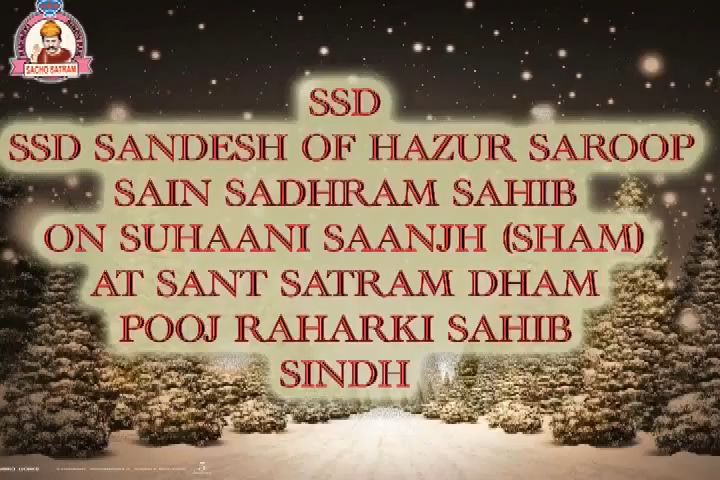 SACHO SATRAM
SSD
SSD SANDESH OF HAZUR SAROOP
SAIN SADHRAM SAHIB
ON SUHAANI SAANJH (SHAM)
AT SANT SATRAM DHAM
POOJ RAHARKI SAHIB
SINDH